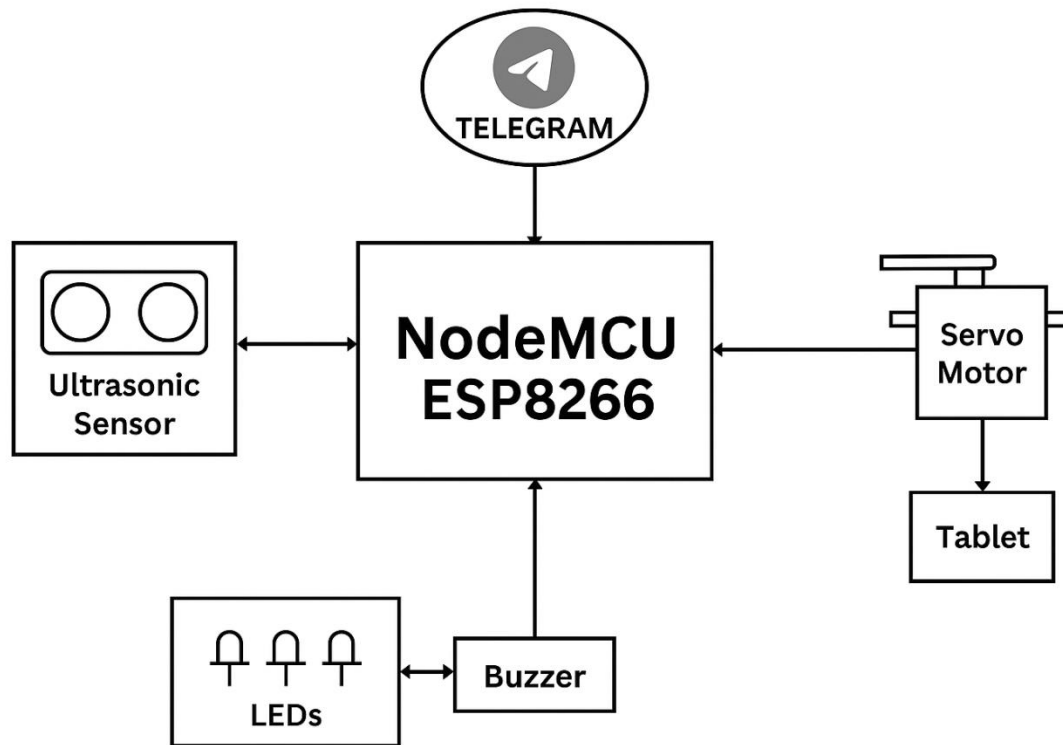 TELEGRAM
NodeMCU
ESP8266
Ultrasonic
Sensor
Servo
Motor
Tablet
Buzzer
LEDs